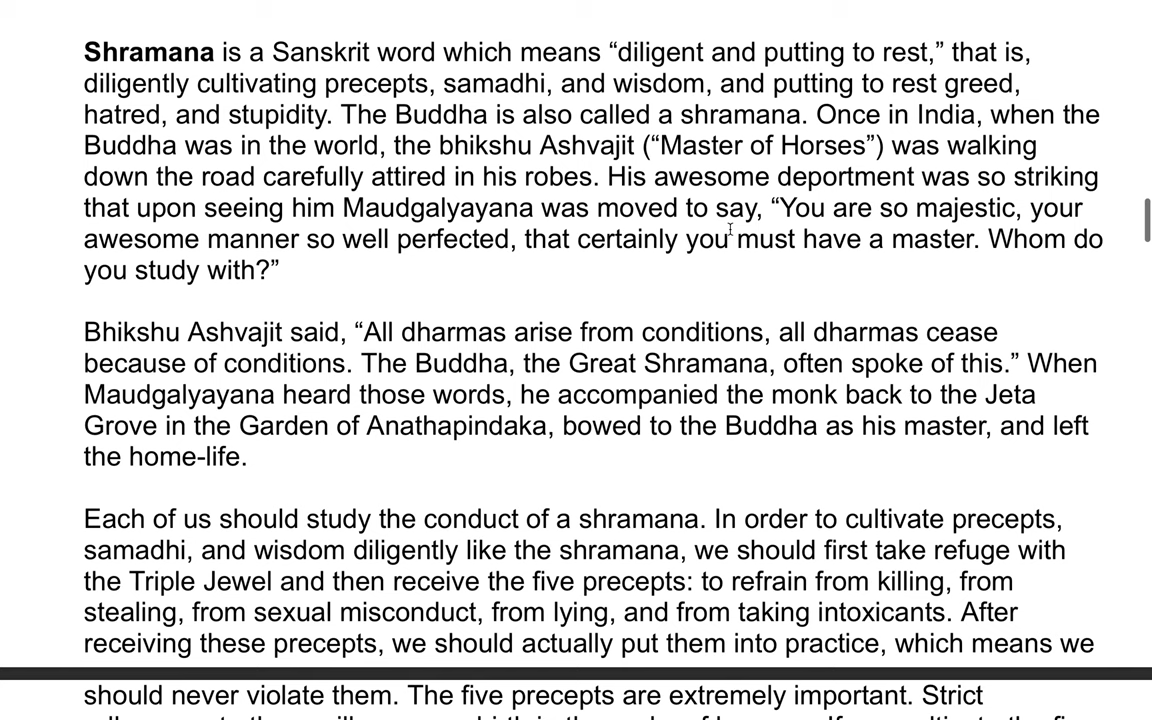 Shramana is a Sanskrit word which means “diligent and putting to rest,” that is,
diligently cultivating precepts, samadhi, and wisdom, and putting to rest greed,
hatred, and stupidity. The Buddha is also called a shramana. Once in India, when the
Buddha was in the world, the bhikshu Ashvajit (“Master of Horses”) was walking
down the road carefully attired in his robes. His awesome deportment was so striking
that upon seeing him Maudgalyayana was moved to say, “You are so majestic, your
awesome manner so well perfected, that certainly you must have a master. Whom do
you study with?”
Bhikshu Ashvajit said, “All dharmas arise from conditions, all dharmas cease
because of conditions. The Buddha, the Great Shramana, often spoke of this.” When
Maudgalyayana heard those words, he accompanied the monk back to the Jeta
Grove in the Garden of Anathapindaka, bowed to the Buddha as his master, and left
the home-life.
Each of us should study the conduct of a shramana. In order to cultivate precepts,
samadhi, and wisdom diligently like the shramana, we should first take refuge with
the Triple Jewel and then receive the five precepts: to refrain from killing, from
stealing, from sexual misconduct, from lying, and from taking intoxicants. After
receiving these precepts, we should actually put them into practice, which means we
should never violate them. The five precepts are extremely important. Strict